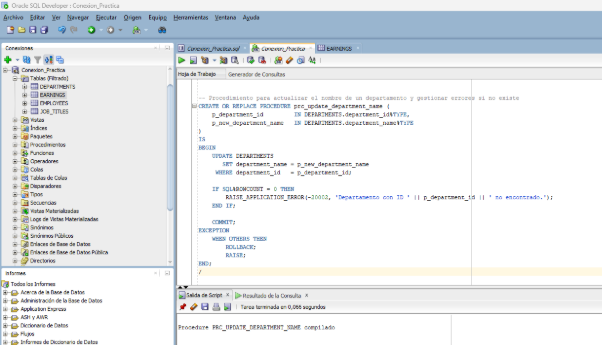 Oracle SQL Developer : Conexion_Practica
Archivo Editar Ver Navegar Ejecutar Origen Equipo Herramientas Ventana Ayuda
Conexiones
Conexion_Practica
Tablas (Filtrado)
DEPARTMENTS
EARNINGS
EMPLOYEES
JOB_TITLES
Vistas
Índices
Paquetes
Procedimientos
Funciones
Operadores
Colas
Tablas de Colas
Disparadores
Tipos
Secuencias
Vistas Materializadas
Logs de Vistas Materializadas
Sinónimos
Sinónimos Públicos
Enlaces de Base de Datos
Enlaces de Base de Datos Pública
Directorios
Informes
Todos los Informes
Acerca de la Base de Datos
Administración de la Base de Datos
Application Express
ASH y AWR
Diccionario de Datos
Flujos
Informes de Diccionario de Datos
Conexion_Practica.sql Conexion_Practica EARNINGS
Hoja de Trabajo Generador de Consultas
-- Procedimiento para actualizar el nombre de un departamento y gestionar errores si no existe
CREATE OR REPLACE PROCEDURE prc_update_department_name (
p_department_id IN DEPARTMENTS.department_id%TYPE,
p_new_department_name IN DEPARTMENTS.department_name%TYPE
)
IS
BEGIN
UPDATE DEPARTMENTS
SET department_name = p_new_department_name
WHERE department_id = p_department_id;
IF SQL%ROWCOUNT = 0 THEN
RAISE_APPLICATION_ERROR(-20002, 'Departamento con ID ' || p_department_id || ' no encontrado.');
END IF;
COMMIT;
EXCEPTION
WHEN OTHERS THEN
ROLLBACK;
RAISE;
END;
/
Salida de Script Resultado de la Consulta
Tarea terminada en 0,066 segundos
Procedure PRC_UPDATE_DEPARTMENT_NAME compilado